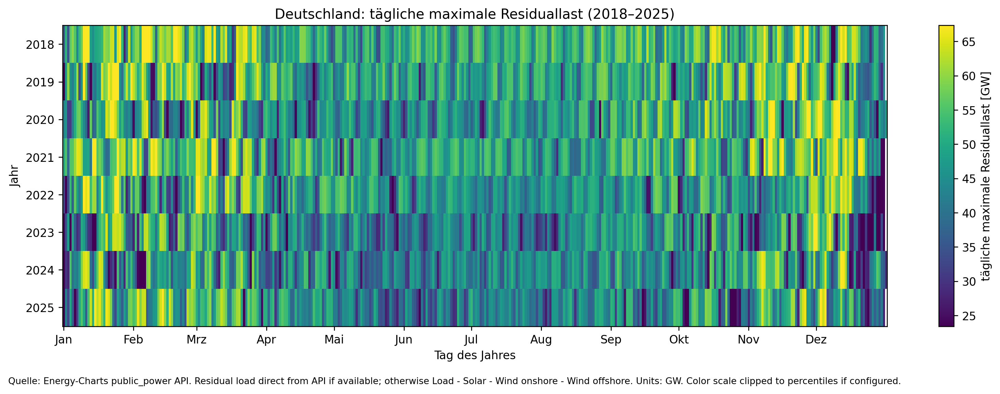 Deutschland: tägliche maximale Residuallast (2018–2025)
Jahr
2018
2019
2020
2021
2022
2023
2024
2025
Jan
Feb
Mrz
Apr
Mai
Jun
Jul
Aug
Sep
Okt
Nov
Dez
Tag des Jahres
65
60
55
50
45
40
35
30
25
tägliche maximale Residuallast [GW]
Quelle: Energy-Charts public_power API. Residual load direct from API if available; otherwise Load - Solar - Wind onshore - Wind offshore. Units: GW. Color scale clipped to percentiles if configured.